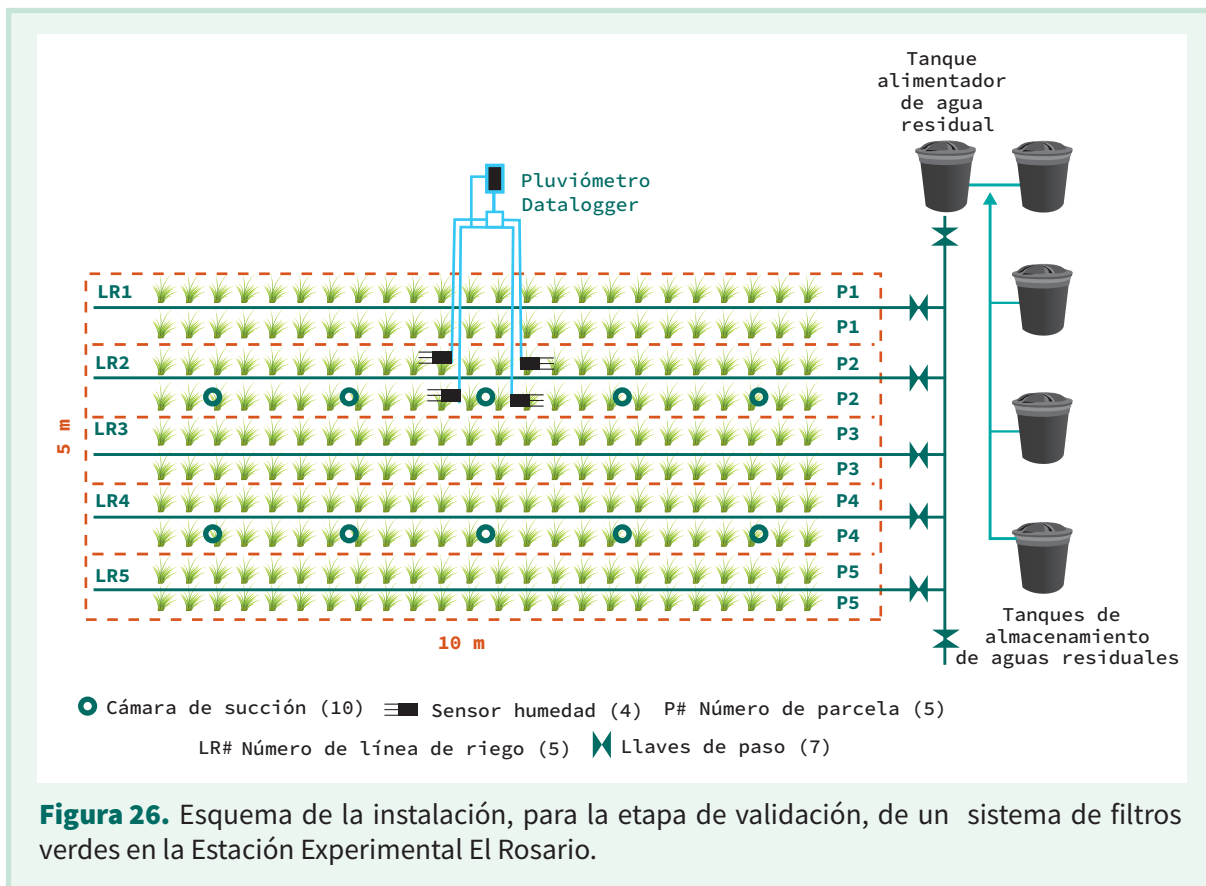 Tanque
alimentador
de agua
residual
Pluviómetro
Datalogger
LR1
P1
P1
LR2
P2
P2
LR3
P3
P3
LR4
P4
P4
LR5
P5
P5
5 m
10 m
Tanques de
almacenamiento
de aguas residuales
Cámara de succión (10) Sensor humedad (4) P# Número de parcela (5)
LR# Número de línea de riego (5) Llaves de paso (7)
Figura 26. Esquema de la instalación, para la etapa de validación, de un sistema de filtros
verdes en la Estación Experimental El Rosario.